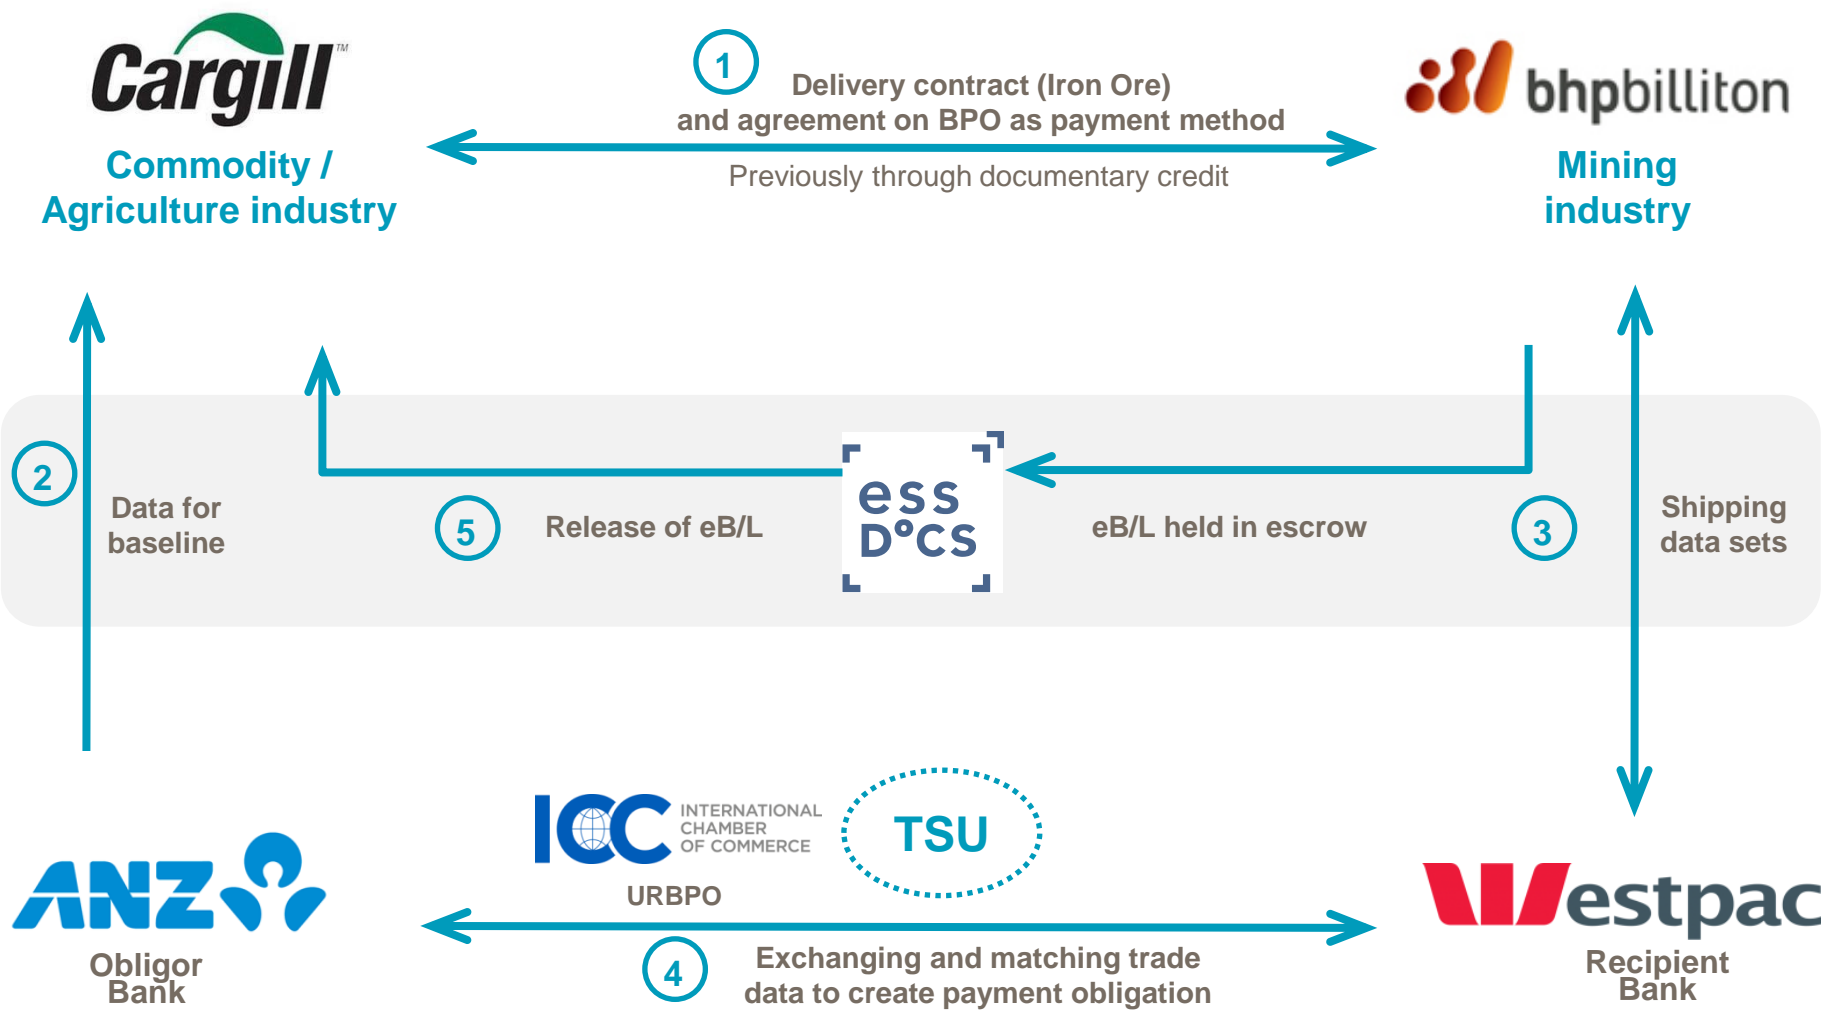 Cargill™
Commodity /
Agriculture industry
1
Delivery contract (Iron Ore)
and agreement on BPO as payment method
Previously through documentary credit
bhpbilliton
Mining
industry
2
Data for
baseline
5
Release of eB/L
ess
D°CS
eB/L held in escrow
3
Shipping
data sets
ANZ
Obligor
Bank
ICC
INTERNATIONAL
CHAMBER
OF COMMERCE
URBPO
TSU
4
Exchanging and matching trade
data to create payment obligation
Westpac
Recipient
Bank